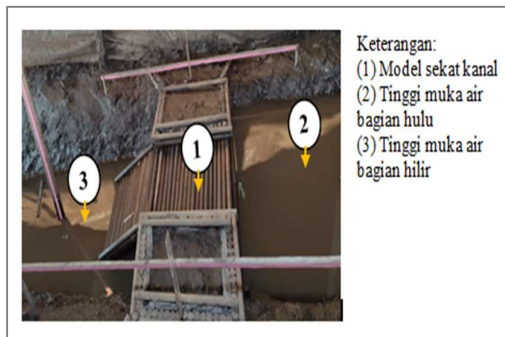 Keterangan:
(1) Model sekat kanal
(2) Tinggi muka air
bagian hulu
(3) Tinggi muka air
bagian hilir
2
1
3